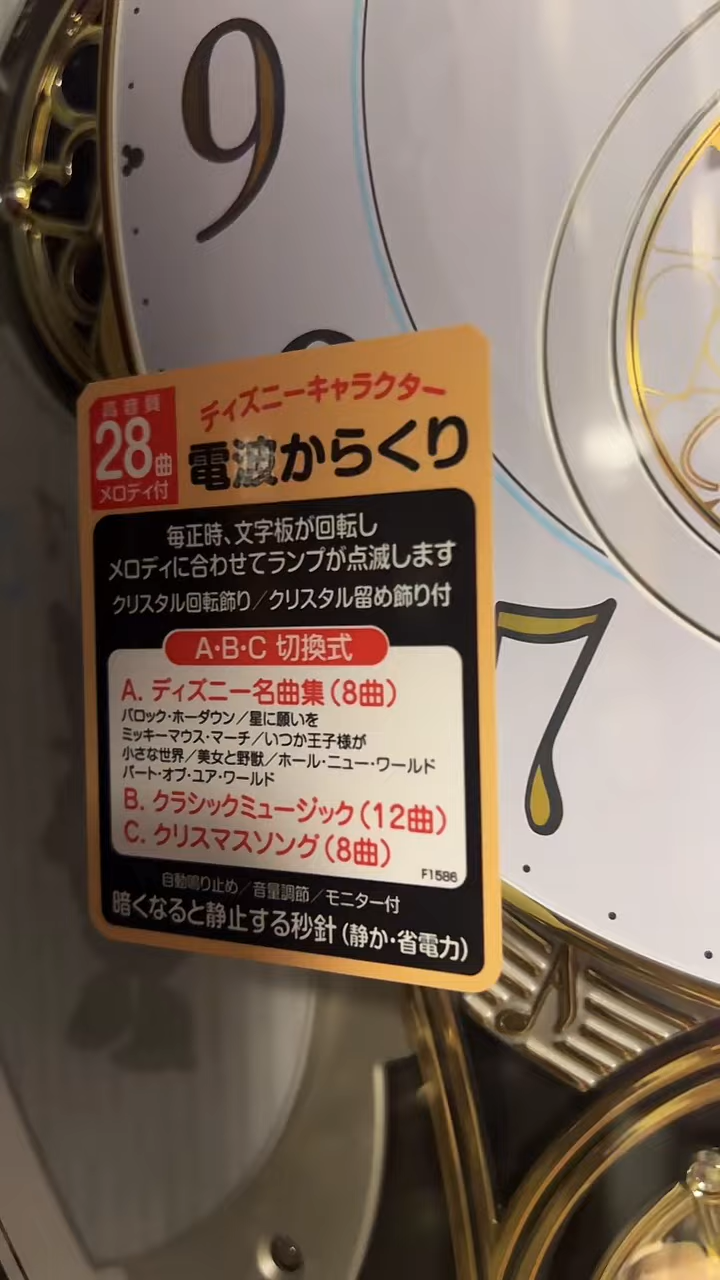 9
7
高音質
28曲
メロディ付
ディズニーキャラクター
電波からくり
毎正時、文字板が回転し
メロディに合わせてランプが点滅します
クリスタル回転飾り／クリスタル留め飾り付
A・B・C 切換式
A. ディズニー名曲集(8曲)
バロック・ホーダウン／星に願いを
ミッキーマウス・マーチ／いつか王子様が
小さな世界／美女と野獣／ホール・ニュー・ワールド
パート・オブ・ユア・ワールド
B. クラシックミュージック(12曲)
C. クリスマスソング(8曲)
F1586
自動鳴り止め／音量調節／モニター付
暗くなると静止する秒針(静か・省電力)